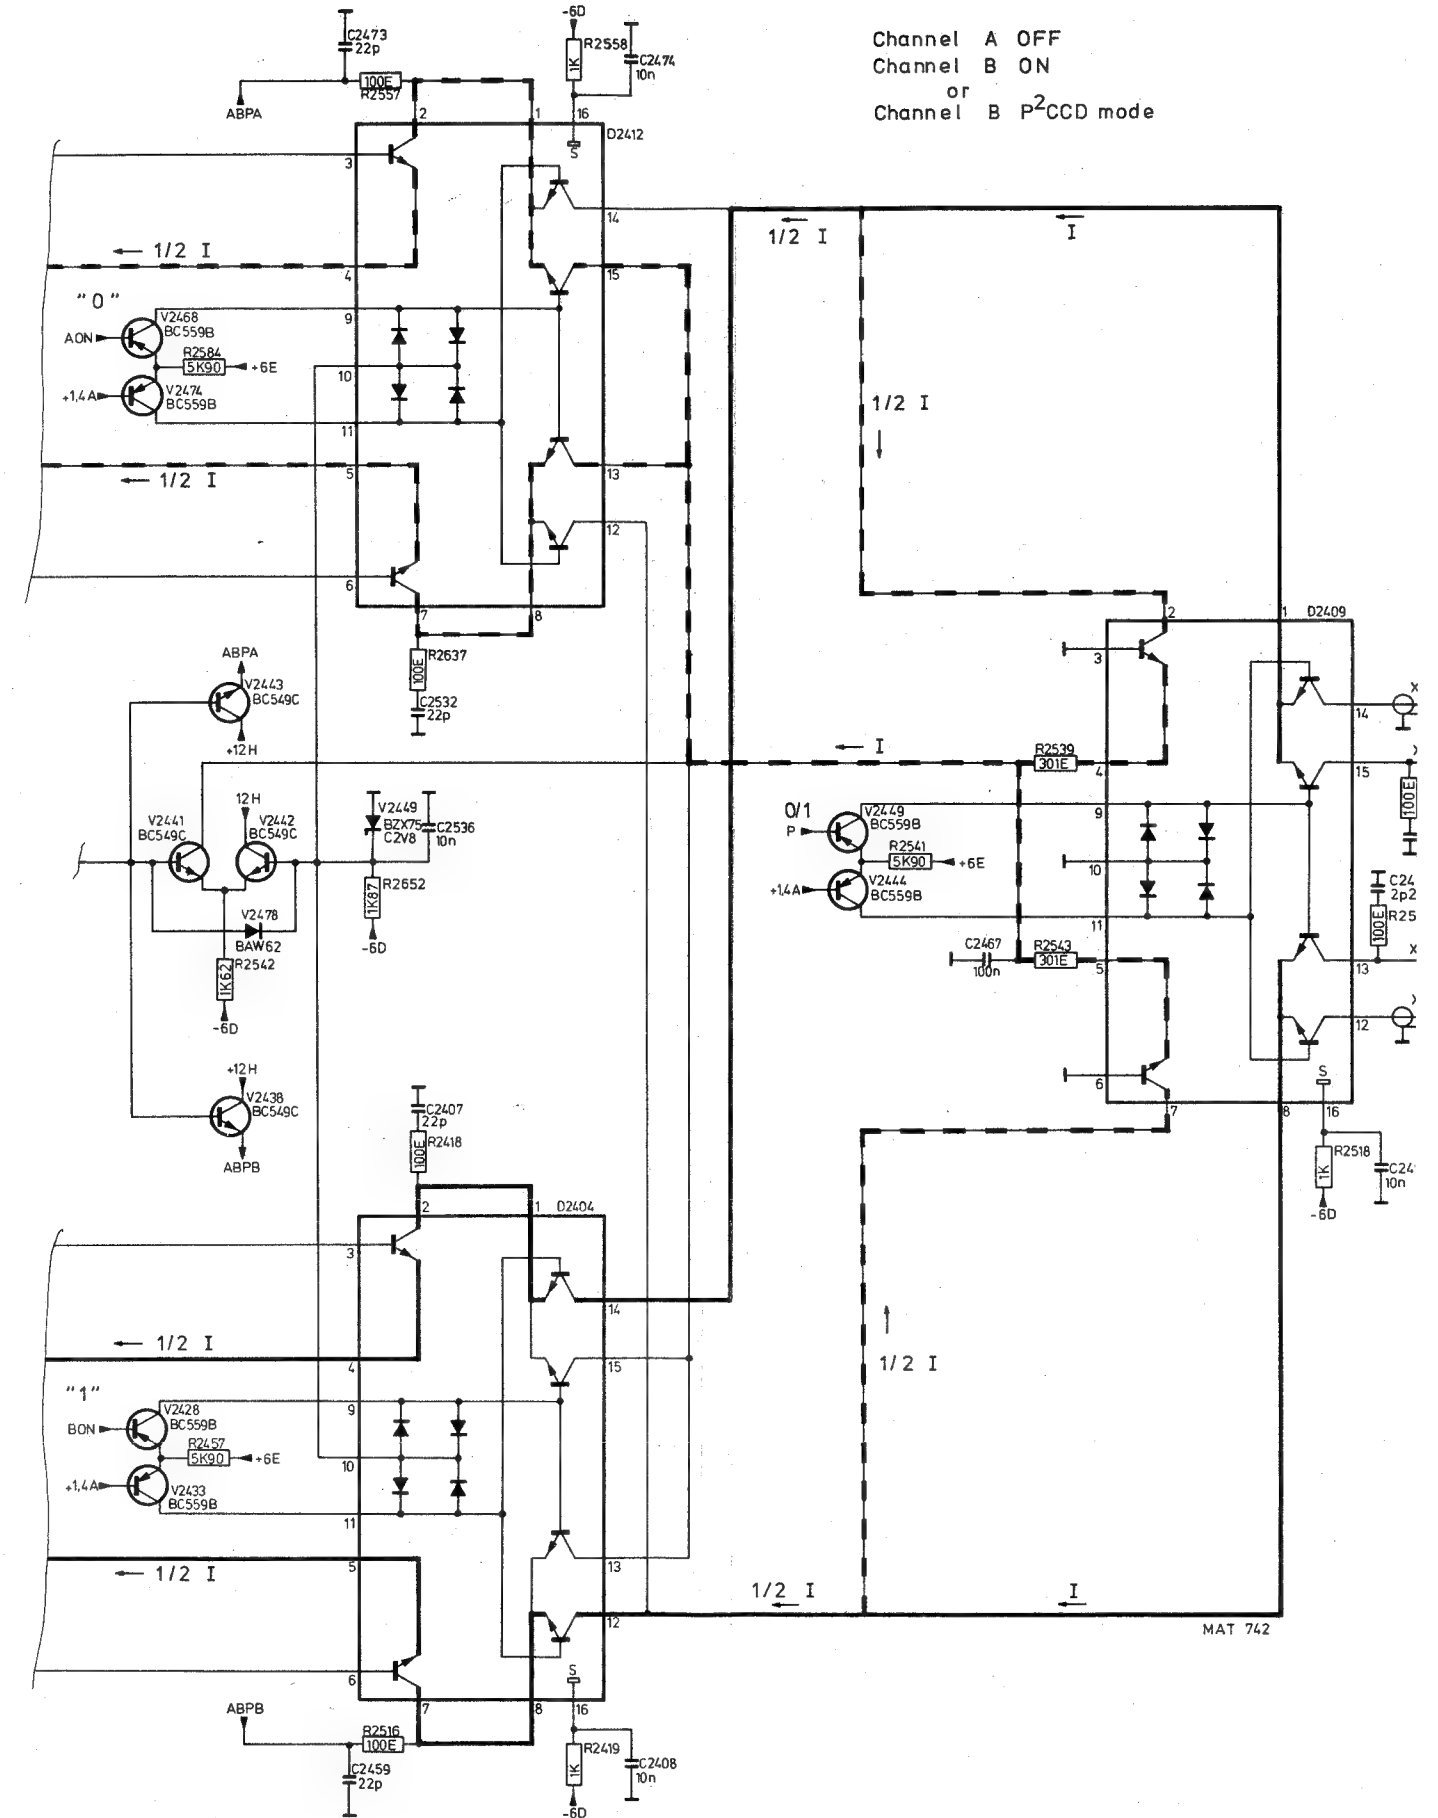 Channel A OFF
Channel B ON
or
Channel B P²CCD mode
-6D
C2473
22p
R2558
1K
C2474
10n
100E
R2557
ABPA
2
1
16
D2412
S
3
14
1/2 I
4
15
1/2 I
I
"0"
V2468
BC559B
9
AON
R2584
5K90
+6E
10
+1,4A
V2474
BC559B
11
1/2 I
5
13
1/2 I
12
6
7
8
2
1
D2409
ABPA
R2637
100E
V2443
BC549C
C2532
22p
+12H
3
14
X
I
R2539
301E
4
15
12H
V2441
BC549C
V2442
BC549C
V2449
BZX75
C2V8
C2536
10n
0/1
P
V2449
BC559B
9
100E
R2541
5K90
+6E
10
R2652
1K87
+1,4A
V2444
BC559B
11
C24
2p2
100E
R25
V2478
BAW62
-6D
R2542
1K62
C2467
100n
R2543
301E
5
13
X
-6D
12
+12H
6
S
V2438
BC549C
C2407
22p
7
8
16
ABPB
100E
R2418
R2518
1K
C24
10n
2
1
D2404
-6D
3
14
1/2 I
4
15
1/2 I
"1"
V2428
BC559B
9
BON
R2457
5K90
+6E
10
+1,4A
V2433
BC559B
11
1/2 I
5
13
1/2 I
I
12
MAT 742
6
S
7
8
16
ABPB
R2516
100E
R2419
1K
C2408
10n
C2459
22p
-6D